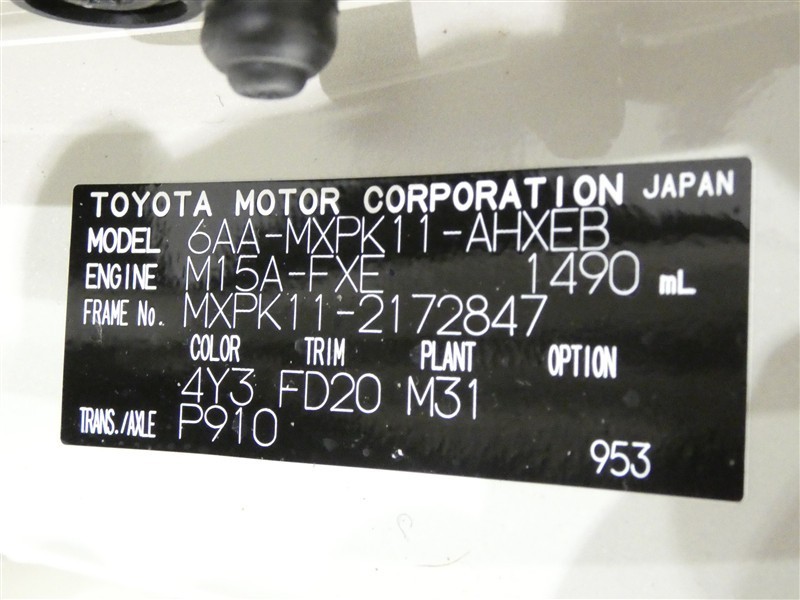 TOYOTA MOTOR CORPORATION JAPAN
MODEL 6AA-MXPK11-AHXEB
ENGINE M15A-FXE 1490 mL
FRAME No. MXPK11-2172847
COLOR TRIM PLANT OPTION
4Y3 FD20 M31
TRANS./AXLE P910
953